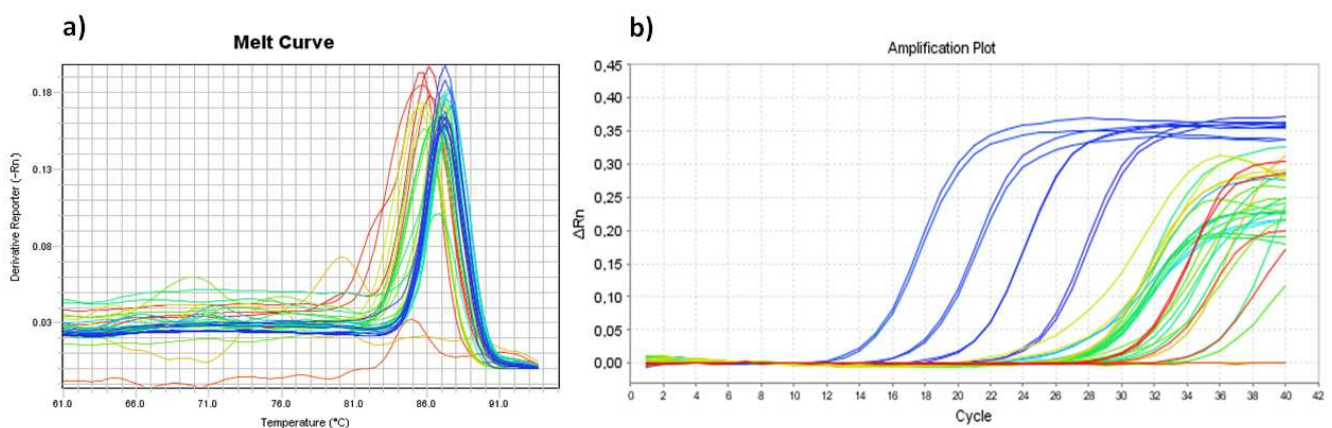 a)
Melt Curve
Derivative Reporter (-Rn)
0.18
0.13
0.08
0.03
61.0 66.0 71.0 76.0 81.0 86.0 91.0
Temperature (°C)
b)
Amplification Plot
ΔRn
0,45
0,40
0,35
0,30
0,25
0,20
0,15
0,10
0,05
0,00
0 2 4 6 8 10 12 14 16 18 20 22 24 26 28 30 32 34 36 38 40 42
Cycle